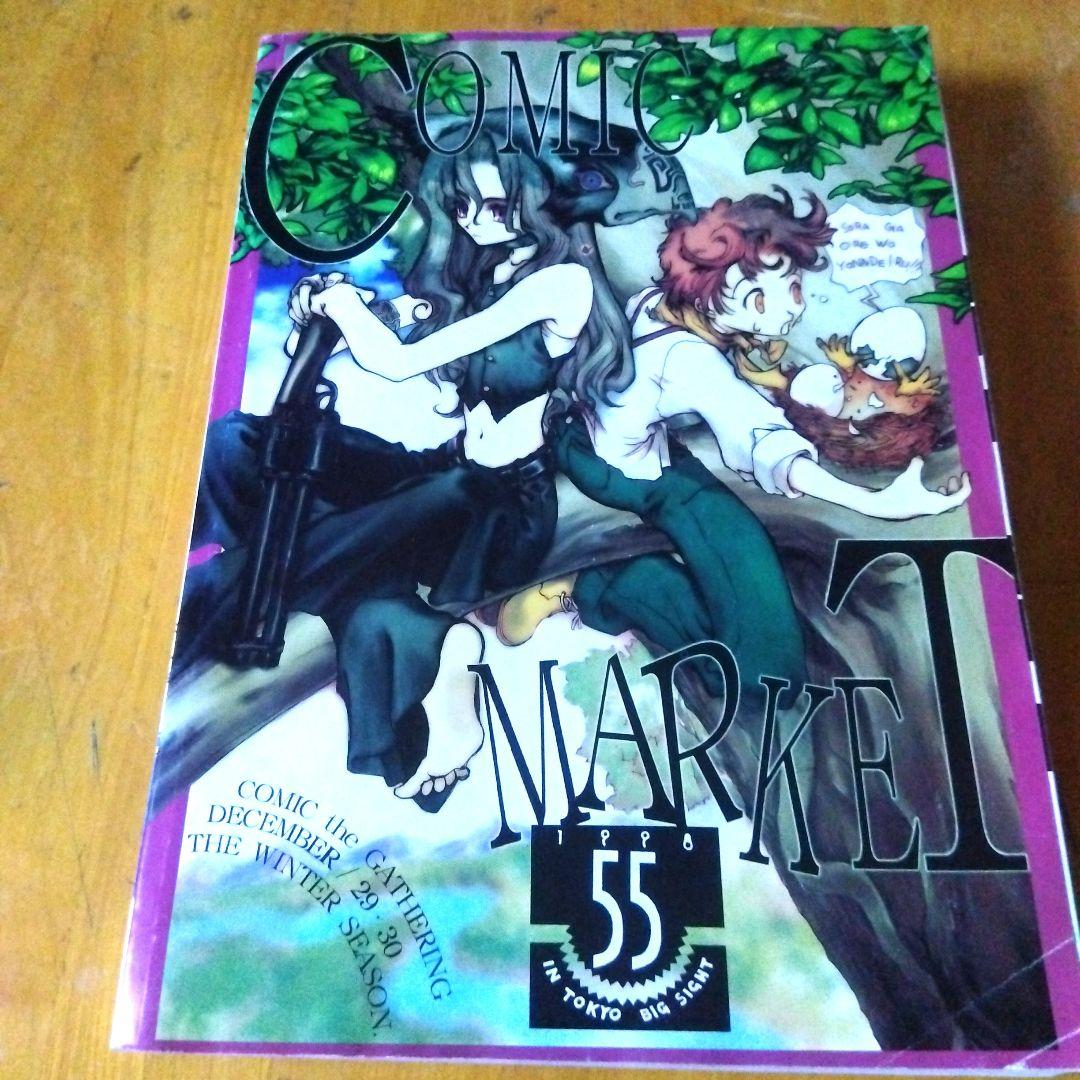 COMIC
SORA GA
ORE WO
YONDEIRU!!
MARKET
COMIC the GATHERING
DECEMBER / 29・30
THE WINTER SEASON.
1998
55
IN TOKYO BIG SIGHT